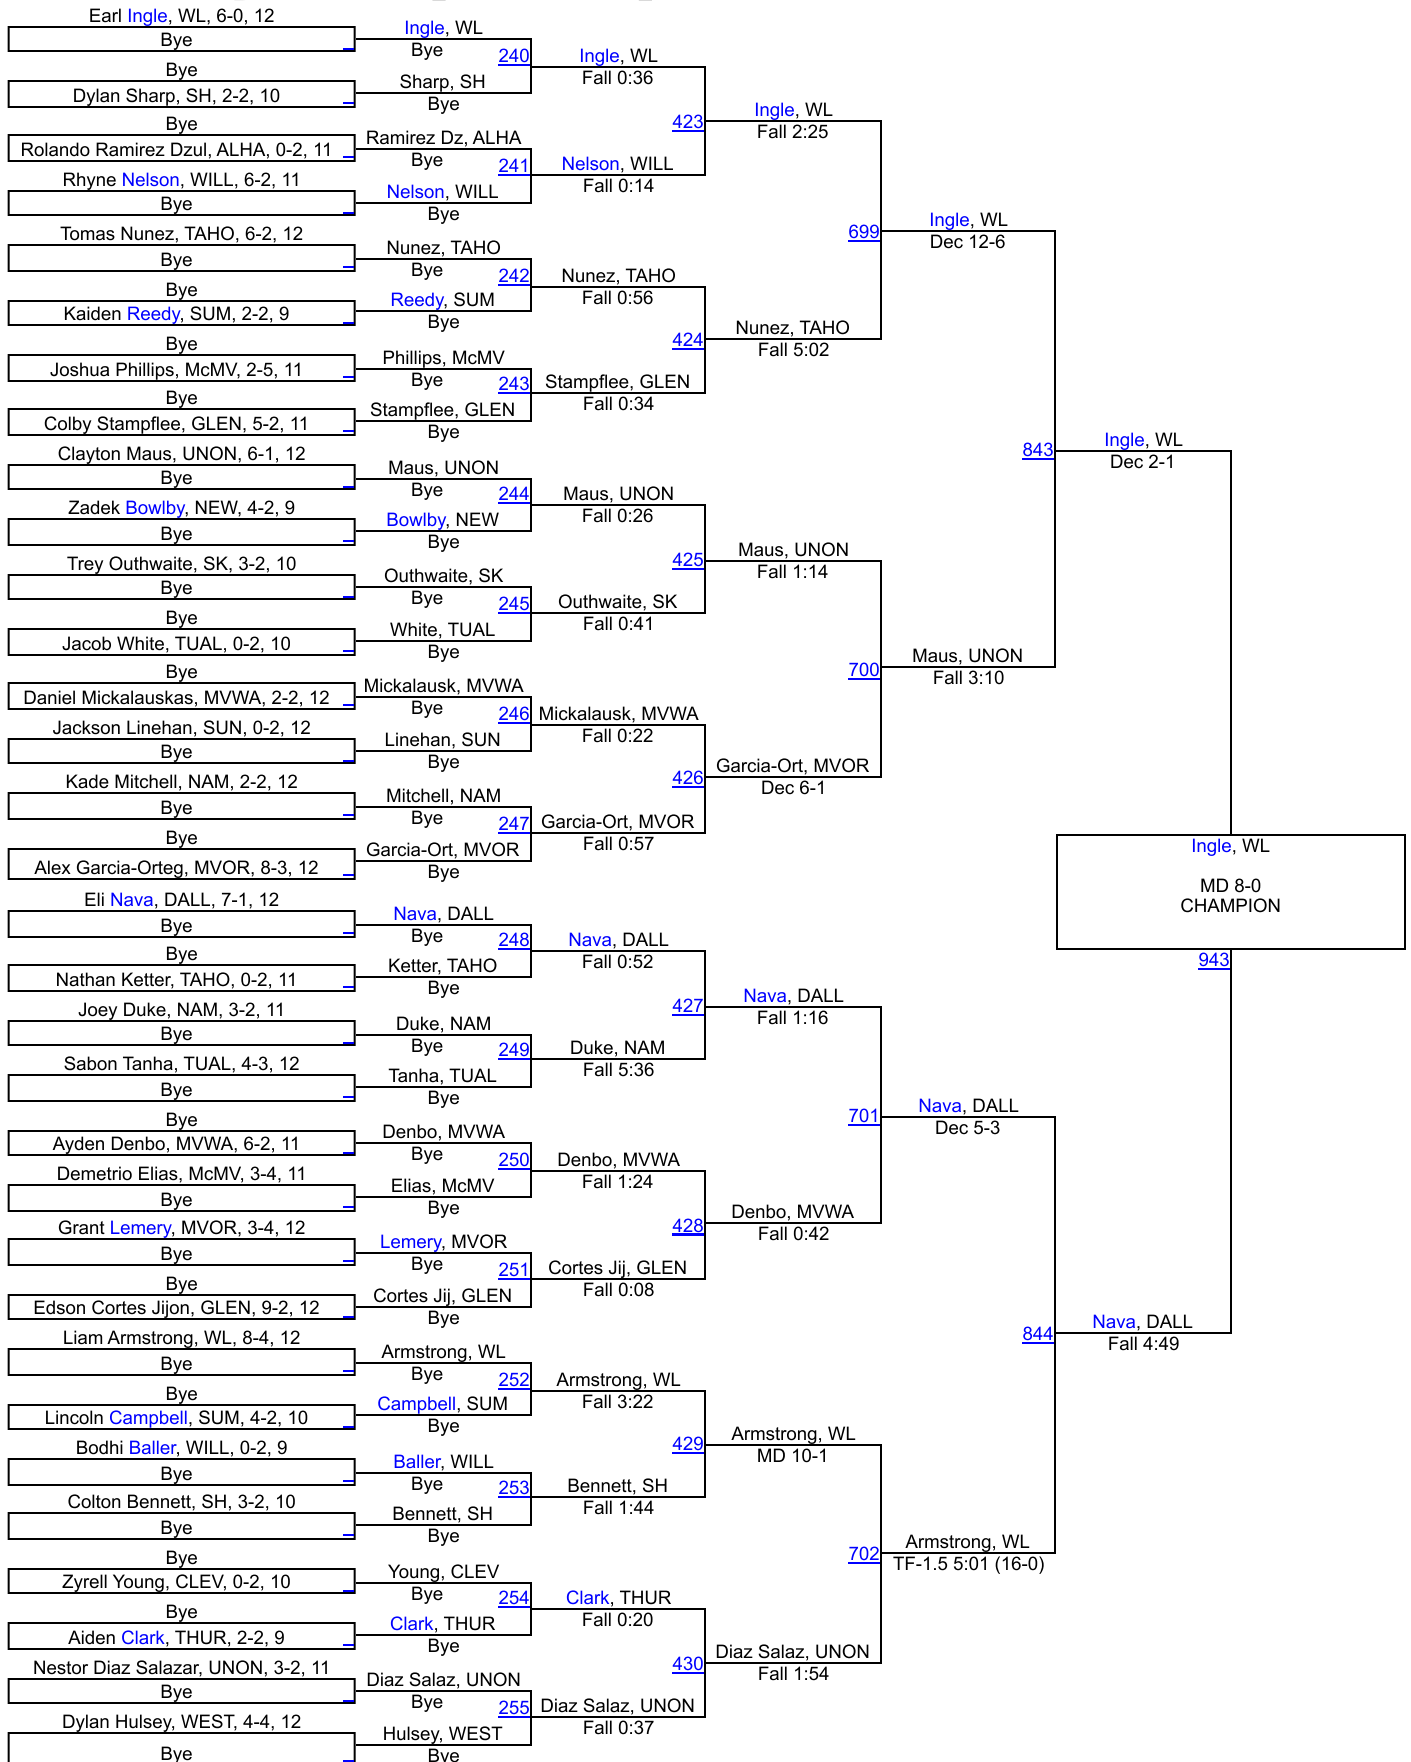 Earl Ingle, WL, 6-0, 12
Bye
Bye
Dylan Sharp, SH, 2-2, 10
Bye
Rolando Ramirez Dzul, ALHA, 0-2, 11
Rhyne Nelson, WILL, 6-2, 11
Bye
Tomas Nunez, TAHO, 6-2, 12
Bye
Bye
Kaiden Reedy, SUM, 2-2, 9
Bye
Joshua Phillips, McMV, 2-5, 11
Bye
Colby Stampflee, GLEN, 5-2, 11
Clayton Maus, UNON, 6-1, 12
Bye
Zadek Bowlby, NEW, 4-2, 9
Bye
Trey Outhwaite, SK, 3-2, 10
Bye
Bye
Jacob White, TUAL, 0-2, 10
Bye
Daniel Mickalauskas, MVWA, 2-2, 12
Jackson Linehan, SUN, 0-2, 12
Bye
Kade Mitchell, NAM, 2-2, 12
Bye
Bye
Alex Garcia-Orteg, MVOR, 8-3, 12
Eli Nava, DALL, 7-1, 12
Bye
Bye
Nathan Ketter, TAHO, 0-2, 11
Joey Duke, NAM, 3-2, 11
Bye
Sabon Tanha, TUAL, 4-3, 12
Bye
Bye
Ayden Denbo, MVWA, 6-2, 11
Demetrio Elias, McMV, 3-4, 11
Bye
Grant Lemery, MVOR, 3-4, 12
Bye
Bye
Edson Cortes Jijon, GLEN, 9-2, 12
Liam Armstrong, WL, 8-4, 12
Bye
Bye
Lincoln Campbell, SUM, 4-2, 10
Bodhi Baller, WILL, 0-2, 9
Bye
Colton Bennett, SH, 3-2, 10
Bye
Bye
Zyrell Young, CLEV, 0-2, 10
Bye
Aiden Clark, THUR, 2-2, 9
Nestor Diaz Salazar, UNON, 3-2, 11
Bye
Dylan Hulsey, WEST, 4-4, 12
Bye
Ingle, WL
Bye
240
Sharp, SH
Bye
Ramirez Dz, ALHA
Bye
241
Nelson, WILL
Bye
Nunez, TAHO
Bye
242
Reedy, SUM
Bye
Phillips, McMV
Bye
243
Stampflee, GLEN
Bye
Maus, UNON
Bye
244
Bowlby, NEW
Bye
Outhwaite, SK
Bye
245
White, TUAL
Bye
Mickalausk, MVWA
Bye
246
Linehan, SUN
Bye
Mitchell, NAM
Bye
247
Garcia-Ort, MVOR
Bye
Nava, DALL
Bye
248
Ketter, TAHO
Bye
Duke, NAM
Bye
249
Tanha, TUAL
Bye
Denbo, MVWA
Bye
250
Elias, McMV
Bye
Lemery, MVOR
Bye
251
Cortes Jij, GLEN
Bye
Armstrong, WL
Bye
252
Campbell, SUM
Bye
Baller, WILL
Bye
253
Bennett, SH
Bye
Young, CLEV
Bye
254
Clark, THUR
Bye
Diaz Salaz, UNON
Bye
255
Hulsey, WEST
Bye
Ingle, WL
Fall 0:36
423
Nelson, WILL
Fall 0:14
Nunez, TAHO
Fall 0:56
424
Stampflee, GLEN
Fall 0:34
Maus, UNON
Fall 0:26
425
Outhwaite, SK
Fall 0:41
Mickalausk, MVWA
Fall 0:22
426
Garcia-Ort, MVOR
Fall 0:57
Nava, DALL
Fall 0:52
427
Duke, NAM
Fall 5:36
Denbo, MVWA
Fall 1:24
428
Cortes Jij, GLEN
Fall 0:08
Armstrong, WL
Fall 3:22
429
Bennett, SH
Fall 1:44
Clark, THUR
Fall 0:20
430
Diaz Salaz, UNON
Fall 0:37
Ingle, WL
Fall 2:25
699
Nunez, TAHO
Fall 5:02
Maus, UNON
Fall 1:14
700
Garcia-Ort, MVOR
Dec 6-1
Nava, DALL
Fall 1:16
701
Denbo, MVWA
Fall 0:42
Armstrong, WL
MD 10-1
702
Diaz Salaz, UNON
Fall 1:54
Ingle, WL
Dec 12-6
843
Maus, UNON
Fall 3:10
Nava, DALL
Dec 5-3
844
Armstrong, WL
TF-1.5 5:01 (16-0)
Ingle, WL
Dec 2-1
Ingle, WL
MD 8-0
CHAMPION
943
Nava, DALL
Fall 4:49